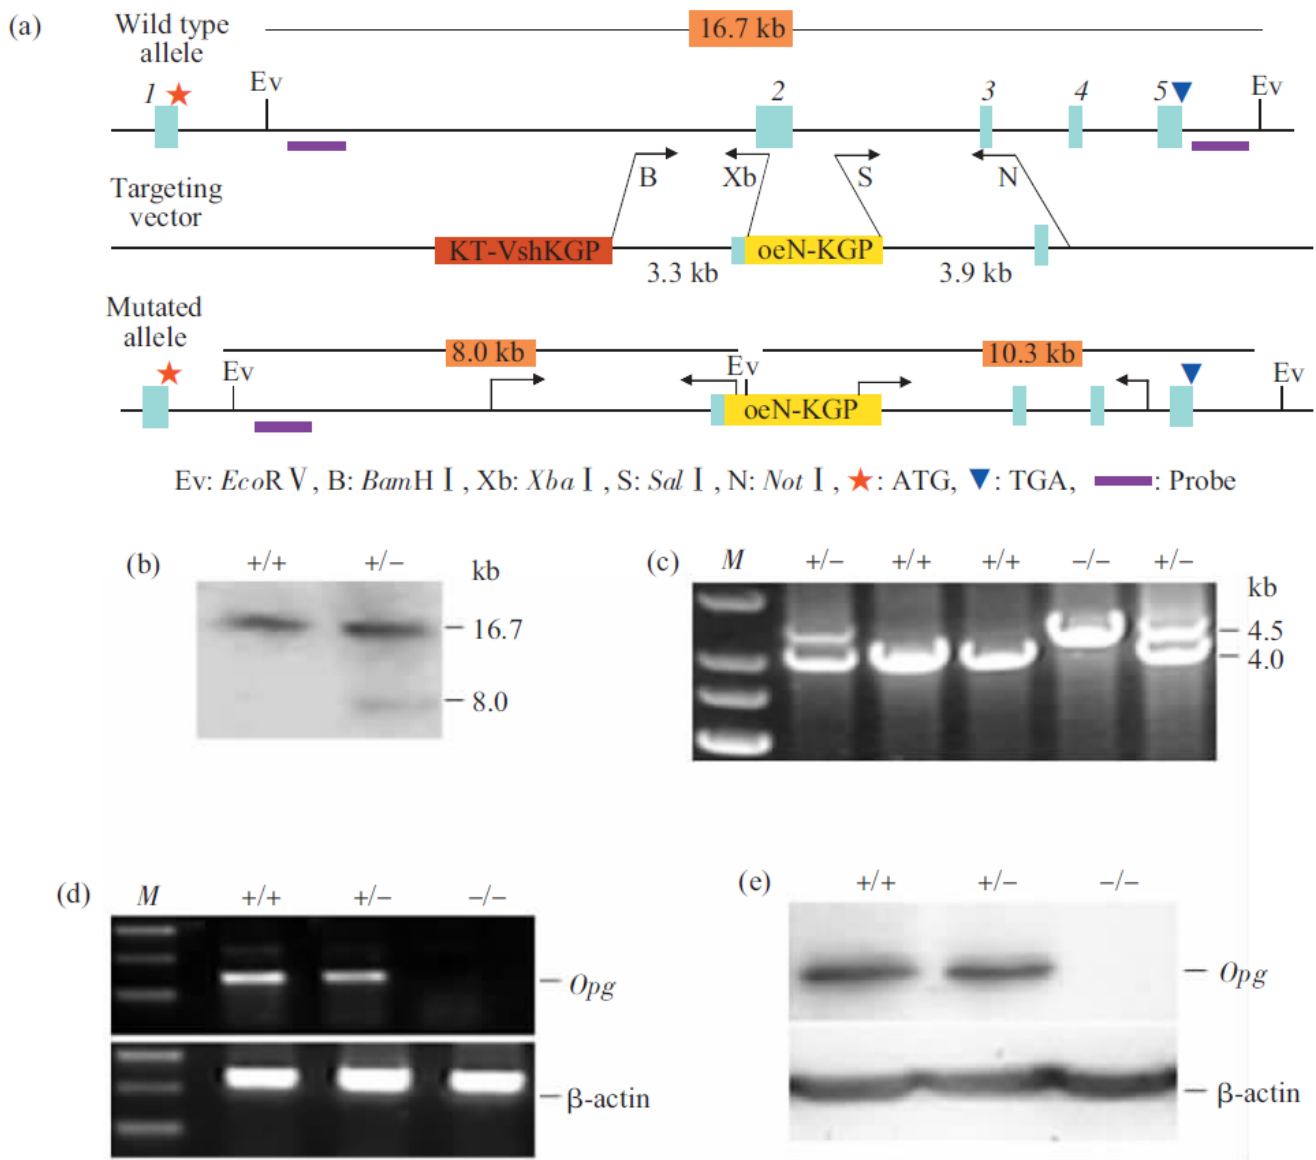 (a)
Wild type
allele
16.7 kb
1 Ev 2 3 4 5 Ev
B Xb S N
Targeting
vector
KT-VshKGP oeN-KGP
3.3 kb 3.9 kb
Mutated
allele
8.0 kb 10.3 kb
Ev Ev Ev
oeN-KGP
Ev: EcoR V, B: BamH I, Xb: Xba I, S: Sal I, N: Not I, ★: ATG, ▼: TGA, : Probe
(b) +/+ +/− kb
16.7
8.0
(c) M +/− +/+ +/+ −/− +/−
kb
4.5
4.0
(d) M +/+ +/− −/−
Opg
β-actin
(e) +/+ +/− −/−
Opg
β-actin